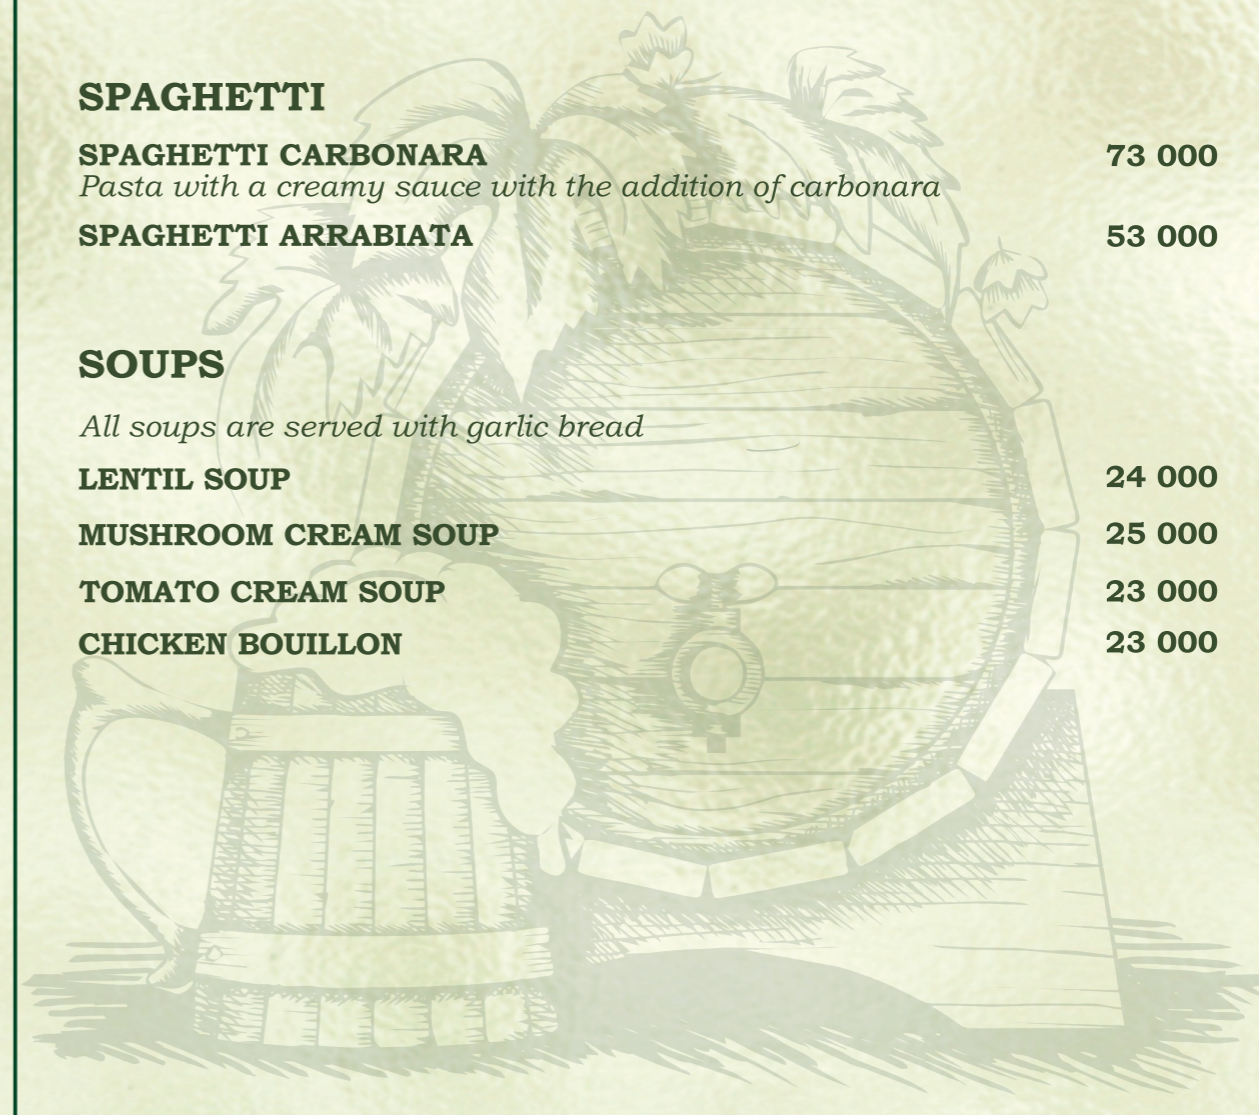 SPAGHETTI
SPAGHETTI CARBONARA 73 000
Pasta with a creamy sauce with the addition of carbonara
SPAGHETTI ARRABIATA 53 000
SOUPS
All soups are served with garlic bread
LENTIL SOUP 24 000
MUSHROOM CREAM SOUP 25 000
TOMATO CREAM SOUP 23 000
CHICKEN BOUILLON 23 000